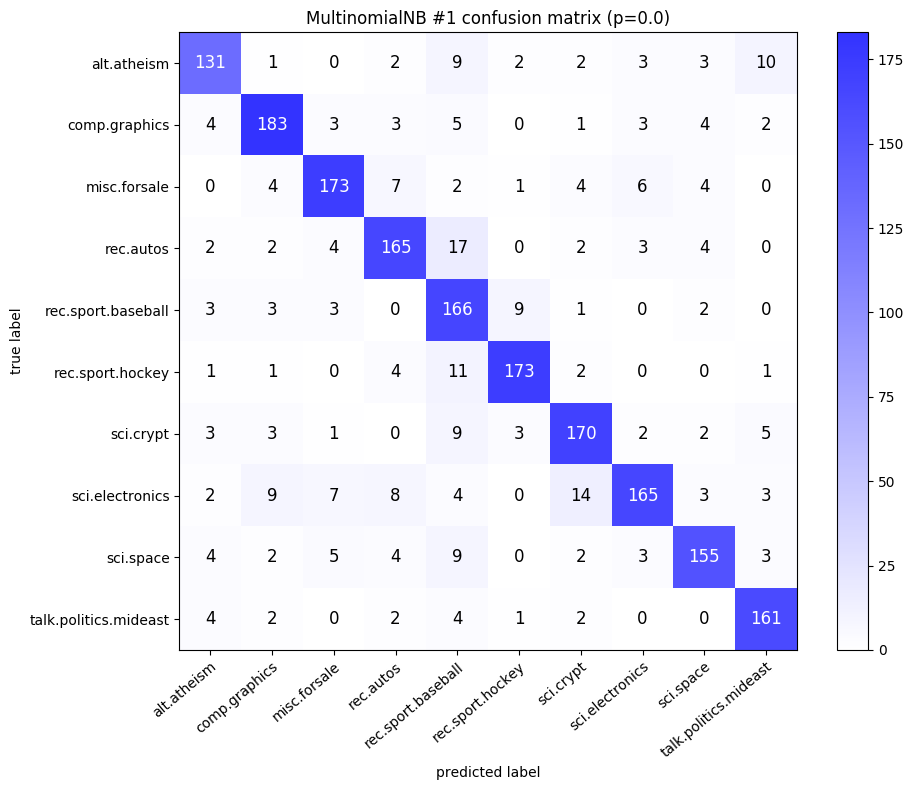 MultinomialNB #1 confusion matrix (p=0.0)
alt.atheism 131 1 0 2 9 2 2 3 3 10
comp.graphics 4 183 3 3 5 0 1 3 4 2
misc.forsale 0 4 173 7 2 1 4 6 4 0
rec.autos 2 2 4 165 17 0 2 3 4 0
rec.sport.baseball 3 3 3 0 166 9 1 0 2 0
rec.sport.hockey 1 1 0 4 11 173 2 0 0 1
sci.crypt 3 3 1 0 9 3 170 2 2 5
sci.electronics 2 9 7 8 4 0 14 165 3 3
sci.space 4 2 5 4 9 0 2 3 155 3
talk.politics.mideast 4 2 0 2 4 1 2 0 0 161
true label
alt.atheism
comp.graphics
misc.forsale
rec.autos
rec.sport.baseball
rec.sport.hockey
sci.crypt
sci.electronics
sci.space
talk.politics.mideast
predicted label
175
150
125
100
75
50
25
0